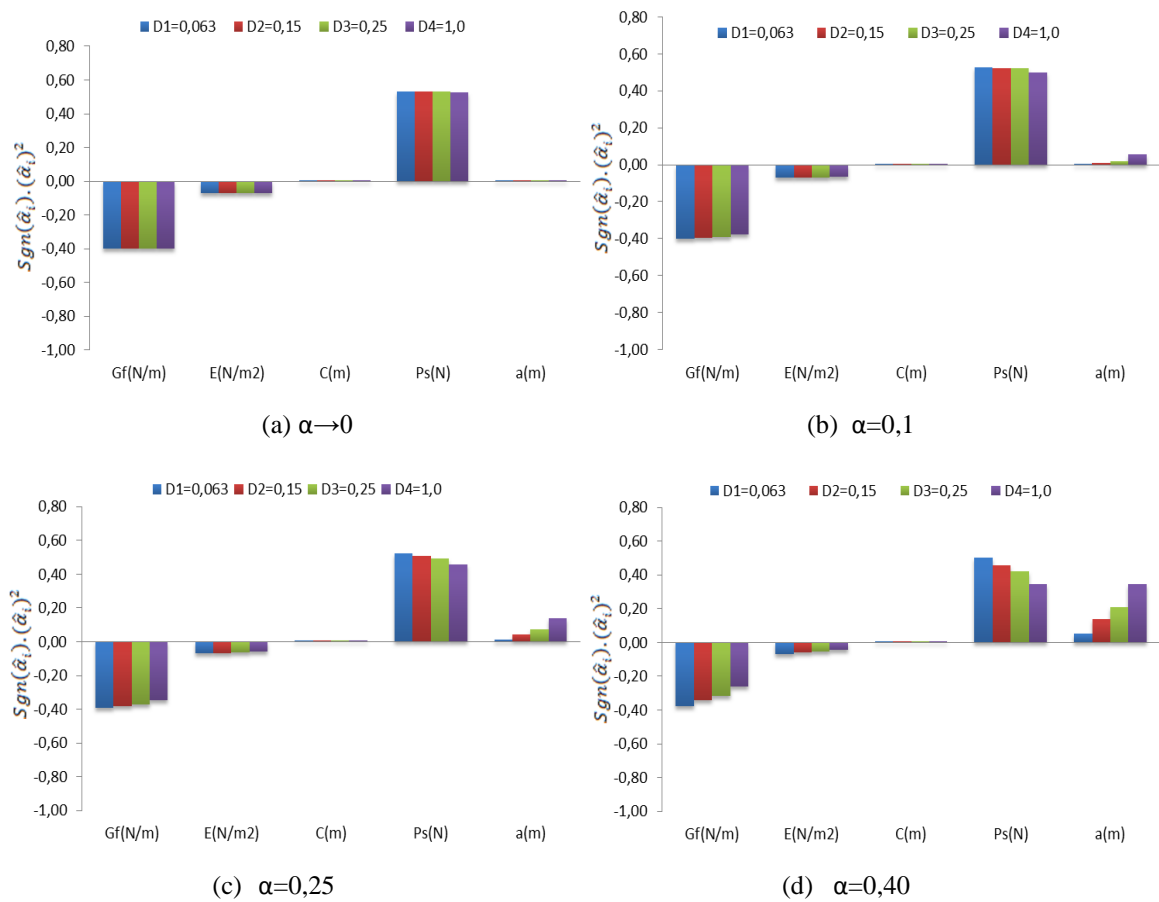 D1=0,063 D2=0,15 D3=0,25 D4=1,0
0,80
0,60
0,40
0,20
0,00
-0,20
-0,40
-0,60
-0,80
-1,00
Sgn(α̂ᵢ).(α̂ᵢ)²
Gf(N/m) E(N/m2) C(m) Ps(N) a(m)
(a) α→0
D1=0,063 D2=0,15 D3=0,25 D4=1,0
0,80
0,60
0,40
0,20
0,00
-0,20
-0,40
-0,60
-0,80
-1,00
Sgn(α̂ᵢ).(α̂ᵢ)²
Gf(N/m) E(N/m2) C(m) Ps(N) a(m)
(b) α=0,1
D1=0,063 D2=0,15 D3=0,25 D4=1,0
0,80
0,60
0,40
0,20
0,00
-0,20
-0,40
-0,60
-0,80
-1,00
Sgn(α̂ᵢ).(α̂ᵢ)²
Gf(N/m) E(N/m2) C(m) Ps(N) a(m)
(c) α=0,25
D1=0,063 D2=0,15 D3=0,25 D4=1,0
0,80
0,60
0,40
0,20
0,00
-0,20
-0,40
-0,60
-0,80
-1,00
Sgn(α̂ᵢ).(α̂ᵢ)²
Gf(N/m) E(N/m2) C(m) Ps(N) a(m)
(d) α=0,40